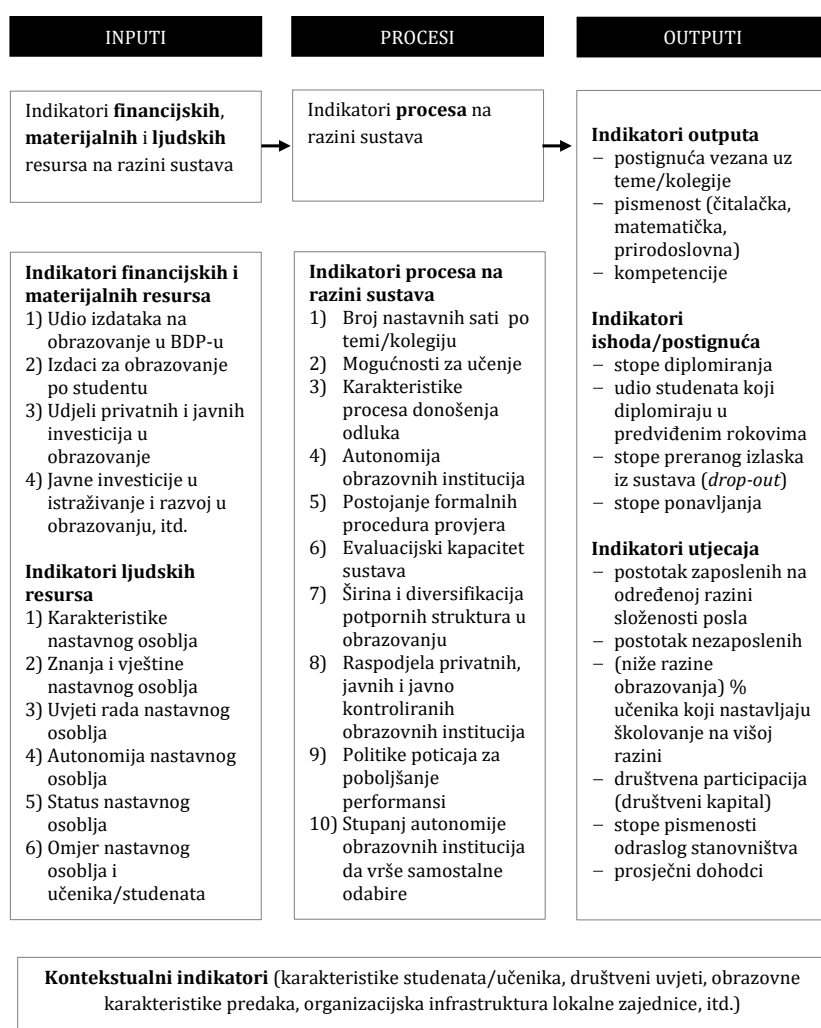 INPUTI
PROCESI
OUTPUTI
Indikatori financijskih,
materijalnih i ljudskih
resursa na razini sustava
Indikatori procesa na
razini sustava
Indikatori financijskih i
materijalnih resursa
1) Udio izdataka na
obrazovanje u BDP-u
2) Izdaci za obrazovanje
po studentu
3) Udjeli privatnih i javnih
investicija u
obrazovanje
4) Javne investicije u
istraživanje i razvoj u
obrazovanju, itd.
Indikatori ljudskih
resursa
1) Karakteristike
nastavnog osoblja
2) Znanja i vještine
nastavnog osoblja
3) Uvjeti rada nastavnog
osoblja
4) Autonomija nastavnog
osoblja
5) Status nastavnog
osoblja
6) Omjer nastavnog
osoblja i
učenika/studenata
Indikatori procesa na
razini sustava
1) Broj nastavnih sati po
temi/kolegiju
2) Mogućnosti za učenje
3) Karakteristike
procesa donošenja
odluka
4) Autonomija
obrazovnih institucija
5) Postojanje formalnih
procedura provjera
6) Evaluacijski kapacitet
sustava
7) Širina i diversifikacija
potpornih struktura u
obrazovanju
8) Raspodjela privatnih,
javnih i javno
kontroliranih
obrazovnih institucija
9) Politike poticaja za
poboljšanje
performansi
10) Stupanj autonomije
obrazovnih institucija
da vrše samostalne
odabire
Indikatori outputa
– postignuća vezana uz
teme/kolegije
– pismenost (čitalačka,
matematička,
prirodoslovna)
– kompetencije
Indikatori
ishoda/postignuća
– stope diplomiranja
– udio studenata koji
diplomiraju u
predviđenim rokovima
– stope preranog izlaska
iz sustava (drop-out)
– stope ponavljanja
Indikatori utjecaja
– postotak zaposlenih na
određenoj razini
složenosti posla
– postotak nezaposlenih
– (niže razine
obrazovanja) %
učenika koji nastavljaju
školovanje na višoj
razini
– društvena participacija
(društveni kapital)
– stope pismenosti
odraslog stanovništva
– prosječni dohodci
Kontekstualni indikatori (karakteristike studenata/učenika, društveni uvjeti, obrazovne
karakteristike predaka, organizacijska infrastruktura lokalne zajednice, itd.)